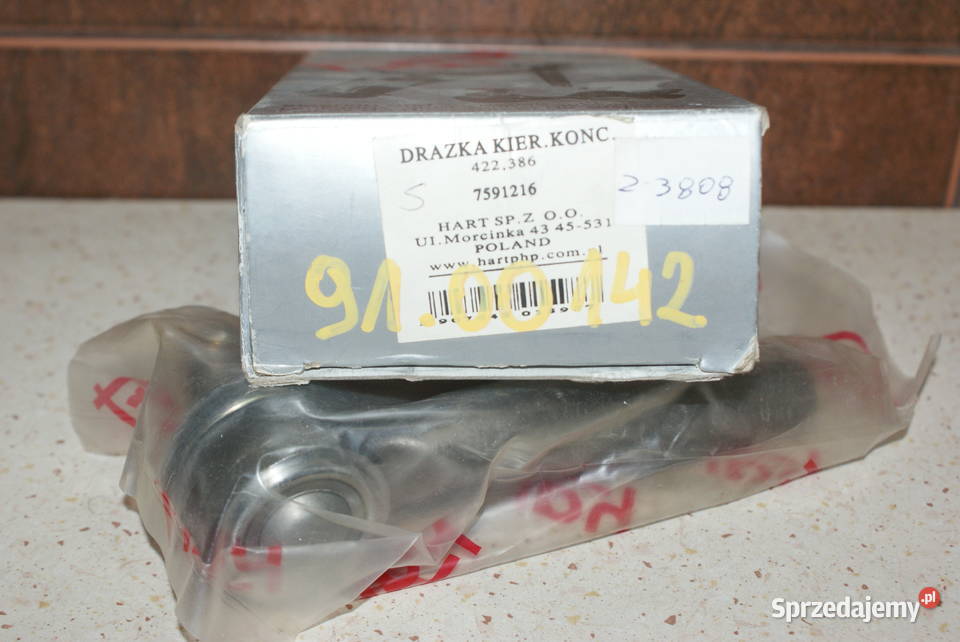 DRAZKA KIER.KONC.
422.386
S
7591216
2-3808
HART SP.Z O.O.
Ul.Morcinka 43 45-531
POLAND
www.hartphp.com.pl
91.00142
Sprzedajemy.pl